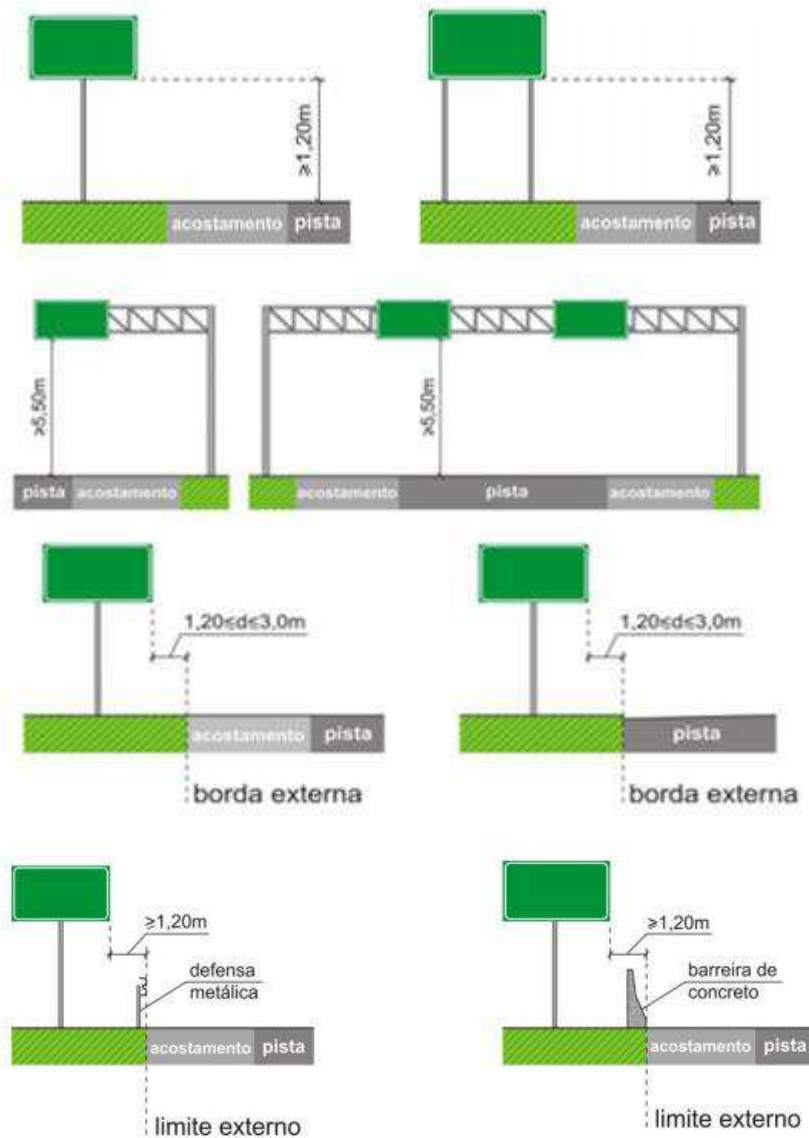 ≥1,20m
acostamento pista
≥1,20m
acostamento pista
≥5,50m
pista acostamento
≥5,50m
acostamento pista acostamento
1,20≤d≤3,0m
acostamento pista
borda externa
1,20≤d≤3,0m
pista
borda externa
≥1,20m
defensa
metálica
acostamento pista
limite externo
≥1,20m
barreira de
concreto
acostamento pista
limite externo